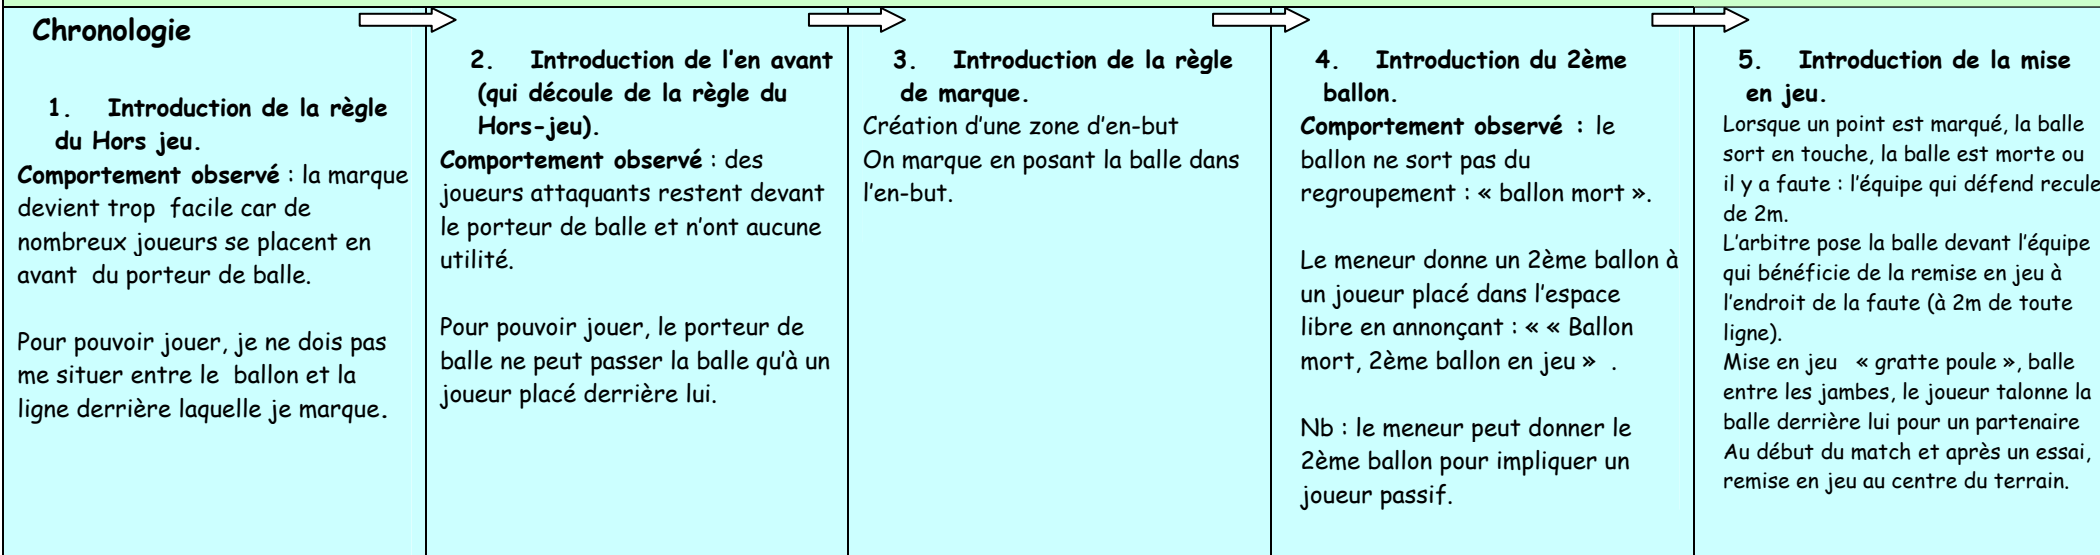 Chronologie
1. Introduction de la règle
du Hors jeu.
Comportement observé : la marque
devient trop facile car de
nombreux joueurs se placent en
avant du porteur de balle.
Pour pouvoir jouer, je ne dois pas
me situer entre le ballon et la
ligne derrière laquelle je marque.
2. Introduction de l'en avant
(qui découle de la règle du
Hors-jeu).
Comportement observé : des
joueurs attaquants restent devant
le porteur de balle et n'ont aucune
utilité.
Pour pouvoir jouer, le porteur de
balle ne peut passer la balle qu'à un
joueur placé derrière lui.
3. Introduction de la règle
de marque.
Création d'une zone d'en-but
On marque en posant la balle dans
l'en-but.
4. Introduction du 2ème
ballon.
Comportement observé : le
ballon ne sort pas du
regroupement : « ballon mort ».
Le meneur donne un 2ème ballon à
un joueur placé dans l'espace
libre en annonçant : « « Ballon
mort, 2ème ballon en jeu » .
Nb : le meneur peut donner le
2ème ballon pour impliquer un
joueur passif.
5. Introduction de la mise
en jeu.
Lorsque un point est marqué, la balle
sort en touche, la balle est morte ou
il y a faute : l'équipe qui défend recule
de 2m.
L'arbitre pose la balle devant l'équipe
qui bénéficie de la remise en jeu à
l'endroit de la faute (à 2m de toute
ligne).
Mise en jeu « gratte poule », balle
entre les jambes, le joueur talonne la
balle derrière lui pour un partenaire
Au début du match et après un essai,
remise en jeu au centre du terrain.